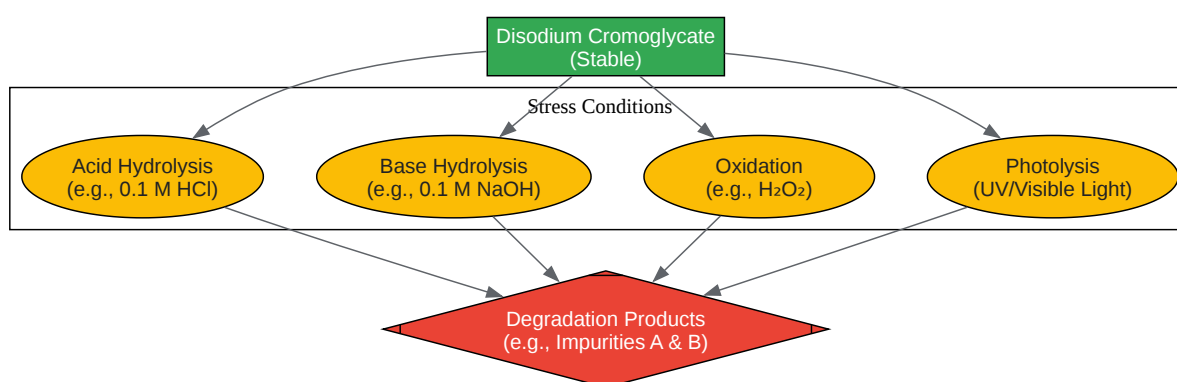 Disodium Cromoglycate
(Stable)
Stress Conditions
Acid Hydrolysis
(e.g., 0.1 M HCl)
Base Hydrolysis
(e.g., 0.1 M NaOH)
Oxidation
(e.g., H₂O₂)
Photolysis
(UV/Visible Light)
Degradation Products
(e.g., Impurities A & B)